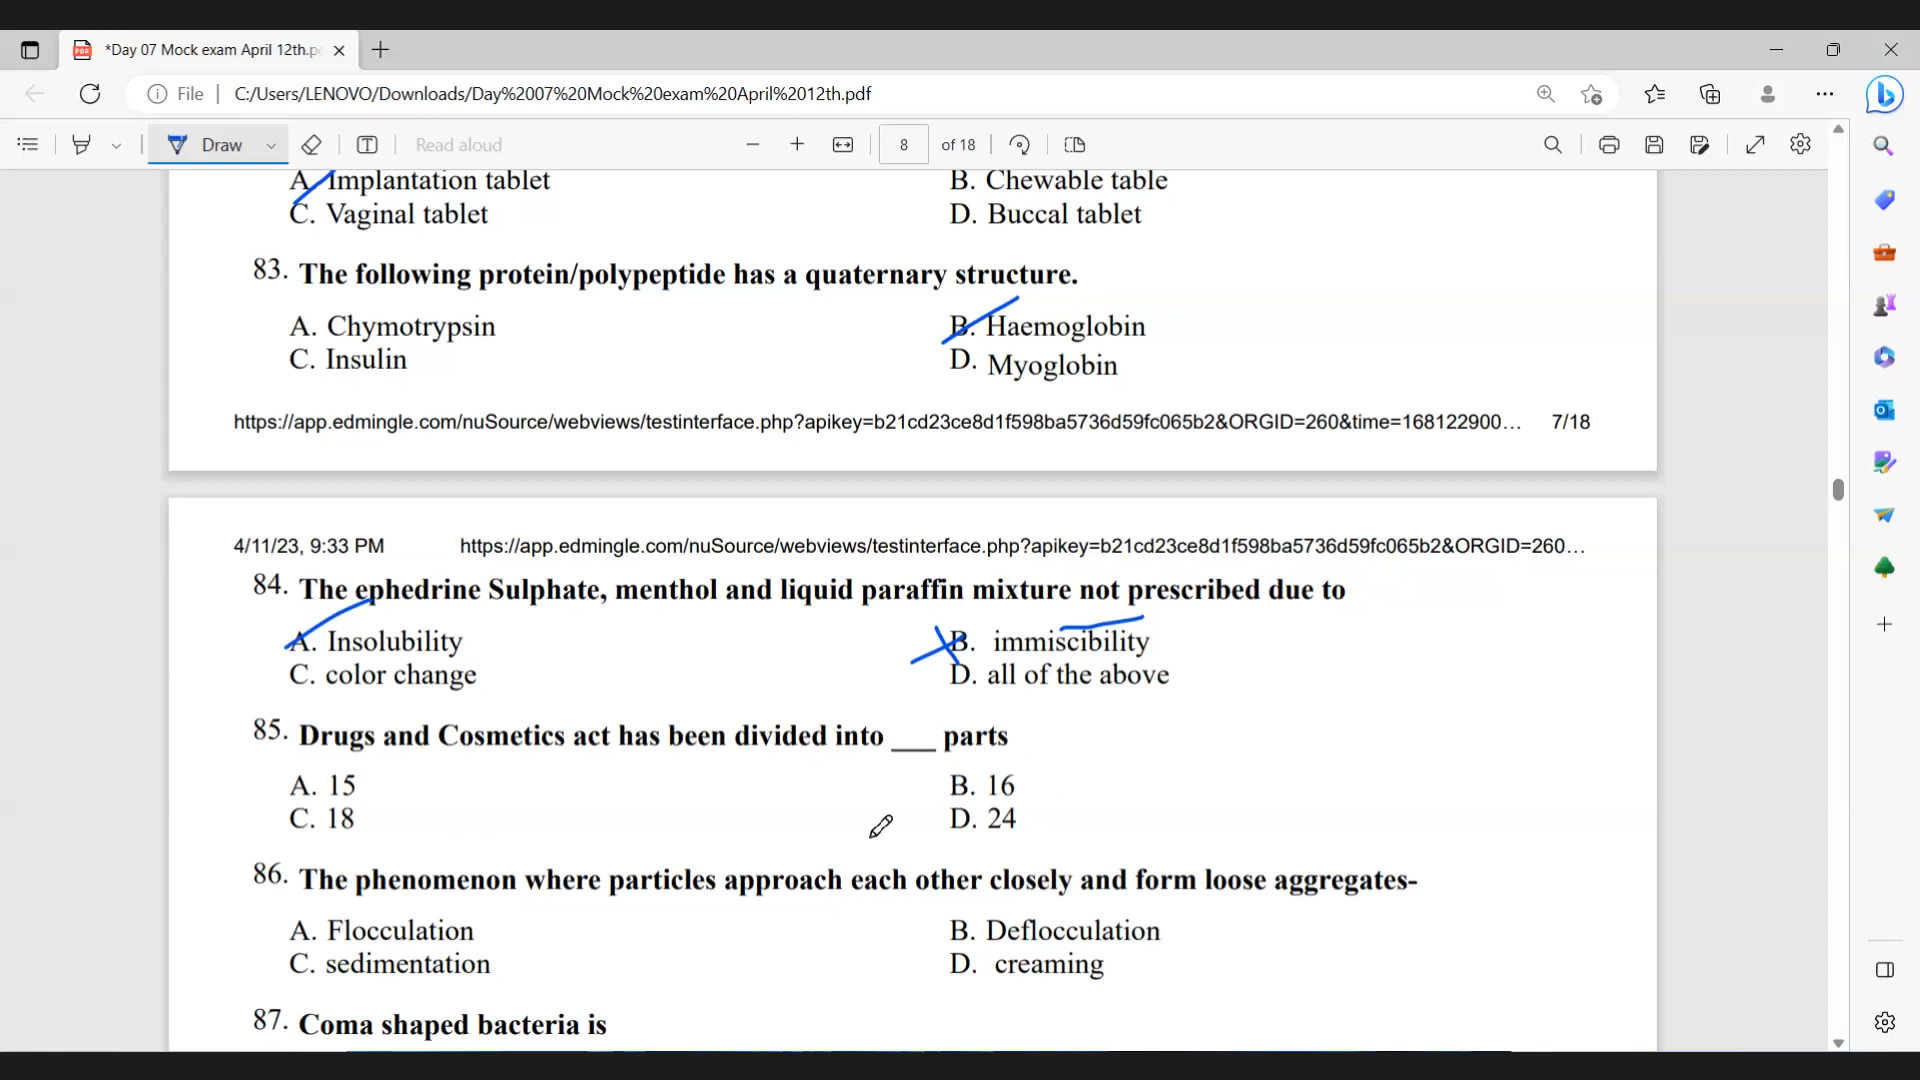 *Day 07 Mock exam April 12th.p
File C:/Users/LENOVO/Downloads/Day%2007%20Mock%20exam%20April%2012th.pdf
Draw Read aloud 8 of 18
A. Implantation tablet B. Chewable table
C. Vaginal tablet D. Buccal tablet
83. The following protein/polypeptide has a quaternary structure.
A. Chymotrypsin B. Haemoglobin
C. Insulin D. Myoglobin
https://app.edmingle.com/nuSource/webviews/testinterface.php?apikey=b21cd23ce8d1f598ba5736d59fc065b2&ORGID=260&time=168122900... 7/18
4/11/23, 9:33 PM https://app.edmingle.com/nuSource/webviews/testinterface.php?apikey=b21cd23ce8d1f598ba5736d59fc065b2&ORGID=260...
84. The ephedrine Sulphate, menthol and liquid paraffin mixture not prescribed due to
A. Insolubility B. immiscibility
C. color change D. all of the above
85. Drugs and Cosmetics act has been divided into ___ parts
A. 15 B. 16
C. 18 D. 24
86. The phenomenon where particles approach each other closely and form loose aggregates-
A. Flocculation B. Deflocculation
C. sedimentation D. creaming
87. Coma shaped bacteria is